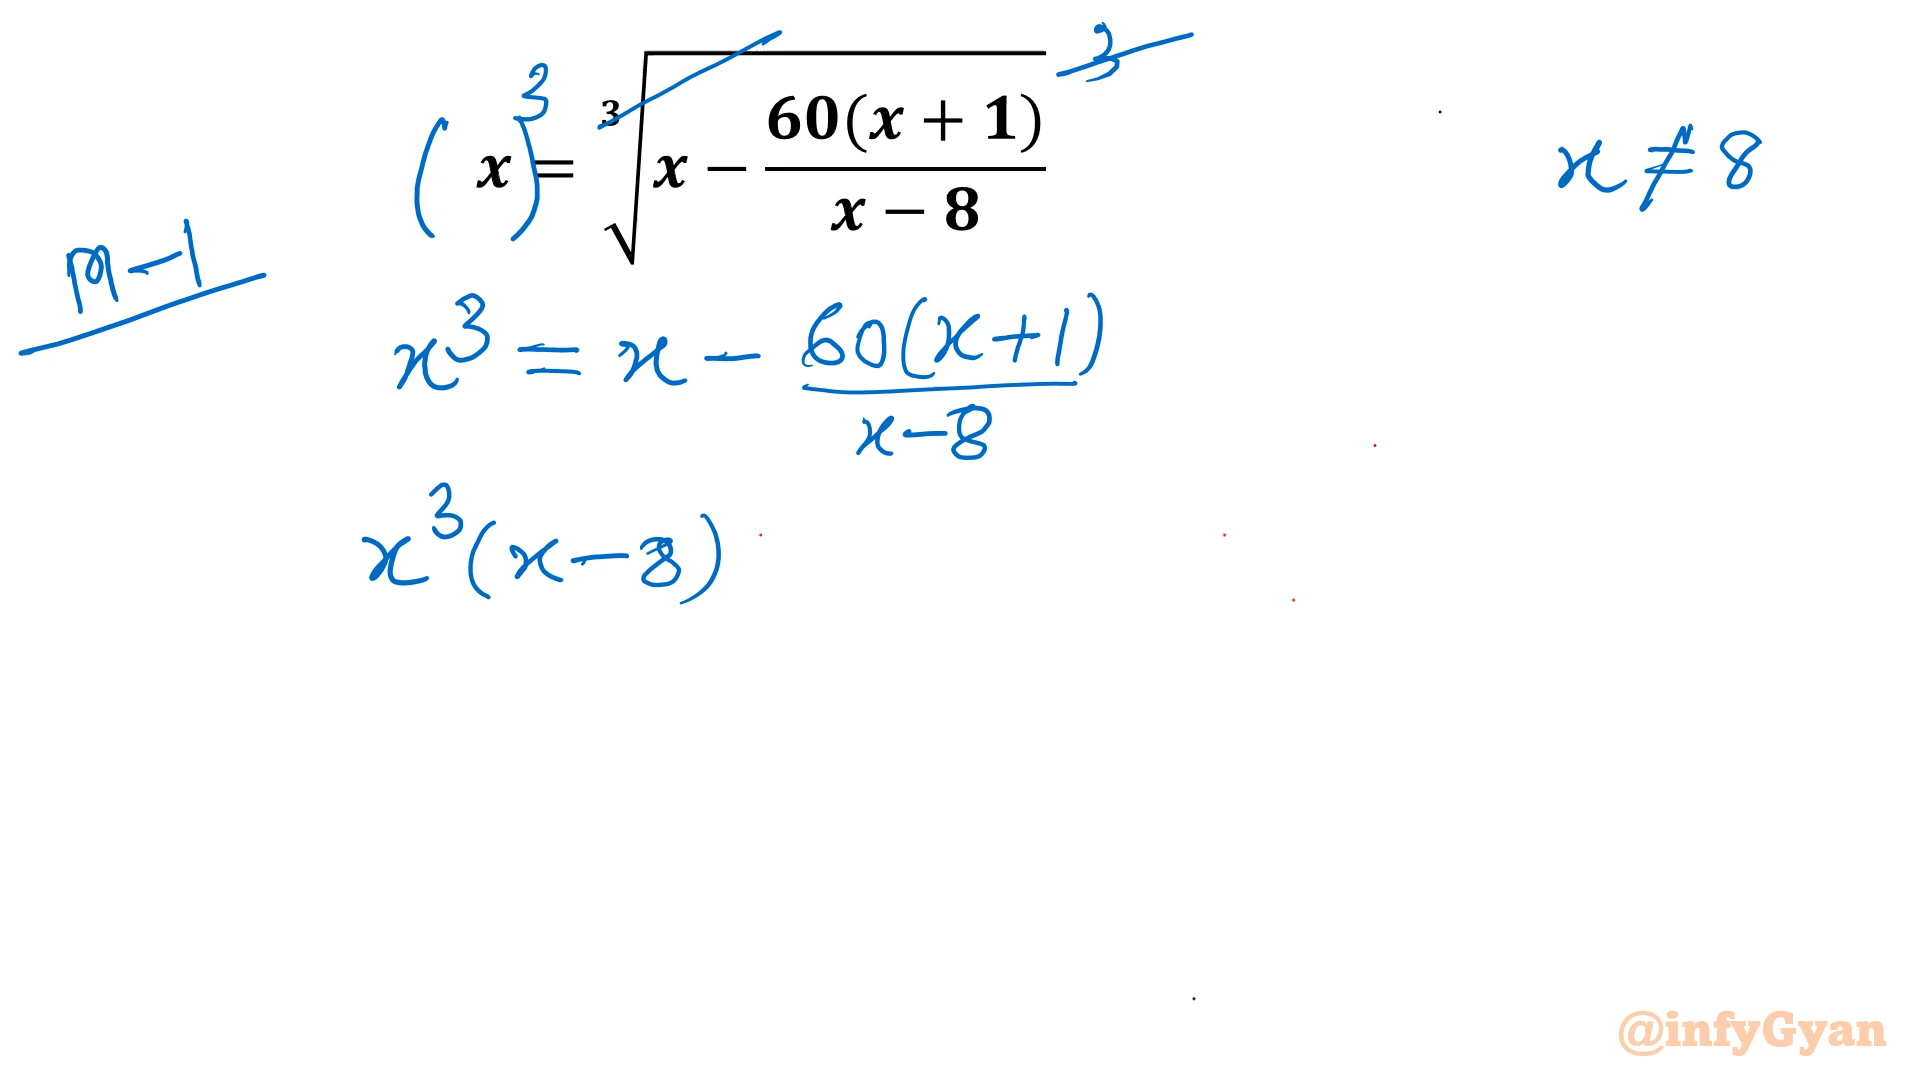 (x)³ = ∛(x − 60(x + 1)/(x − 8))³
x ≠ 8
M-1
x³ = x − 60(x+1)/(x−8)
x³(x−8)
@infyGyan